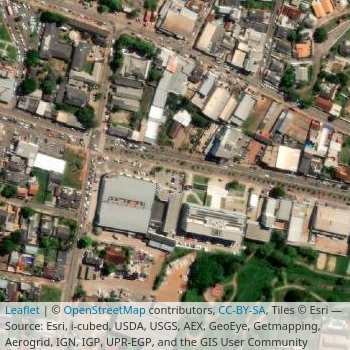 Leaflet | © OpenStreetMap contributors, CC-BY-SA, Tiles © Esri —
Source: Esri, i-cubed, USDA, USGS, AEX, GeoEye, Getmapping,
Aerogrid, IGN, IGP, UPR-EGP, and the GIS User Community